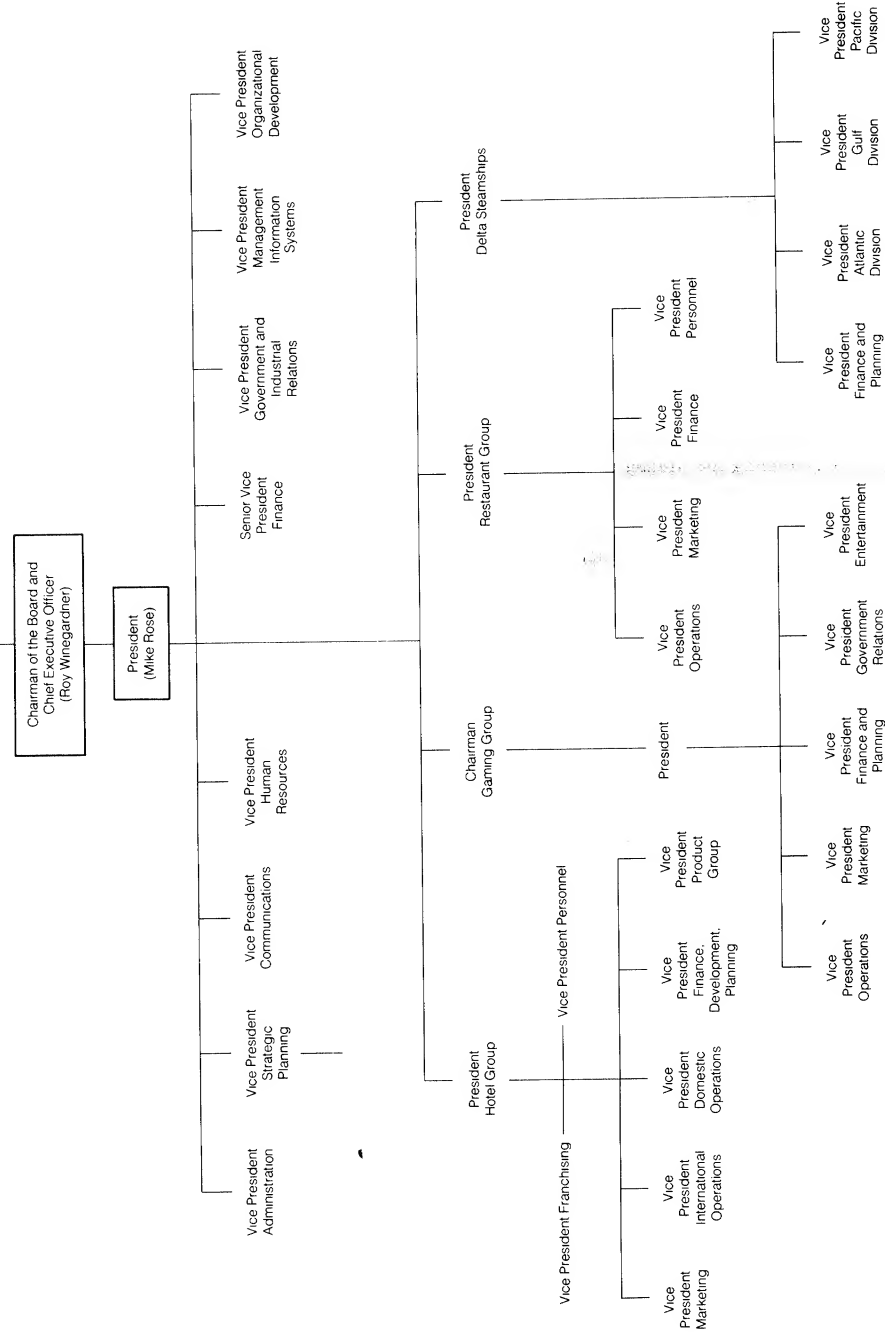 Chairman of the Board and
Chief Executive Officer
(Roy Winegardner)
President
(Mike Rose)
Vice President
Administration
Vice President
Strategic
Planning
Vice President
Communications
Vice President
Human
Resources
Senior Vice
President
Finance
Vice President
Government and
Industrial
Relations
Vice President
Management
Information
Systems
Vice President
Organizational
Development
President
Hotel Group
Chairman
Gaming Group
President
Restaurant Group
President
Delta Steamships
Vice President Franchising
Vice President Personnel
Vice
President
Marketing
Vice
President
International
Operations
Vice
President
Domestic
Operations
Vice
President
Finance,
Development,
Planning
Vice
President
Product
Group
President
Vice
President
Operations
Vice
President
Marketing
Vice
President
Finance
Vice
President
Personnel
Vice
President
Operations
Vice
President
Marketing
Vice
President
Finance and
Planning
Vice
President
Government
Relations
Vice
President
Entertainment
Vice
President
Finance and
Planning
Vice
President
Atlantic
Division
Vice
President
Gulf
Division
Vice
President
Pacific
Division